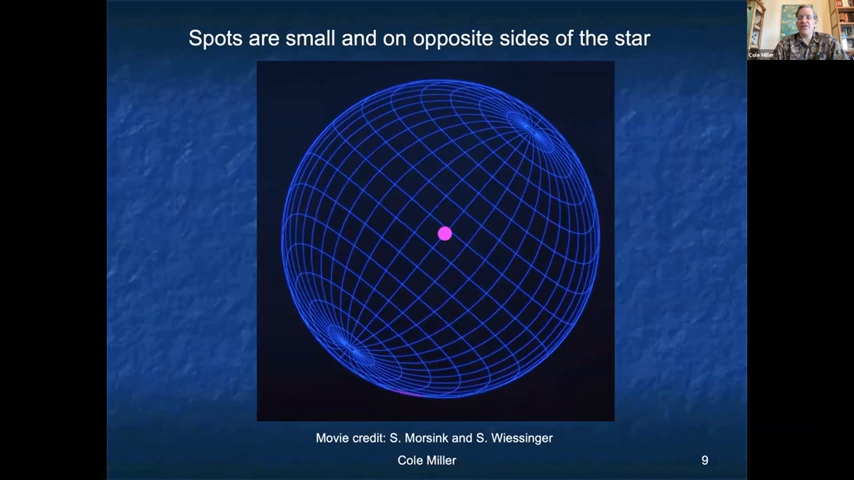 Spots are small and on opposite sides of the star
Cole Miller
Movie credit: S. Morsink and S. Wiessinger
Cole Miller
9